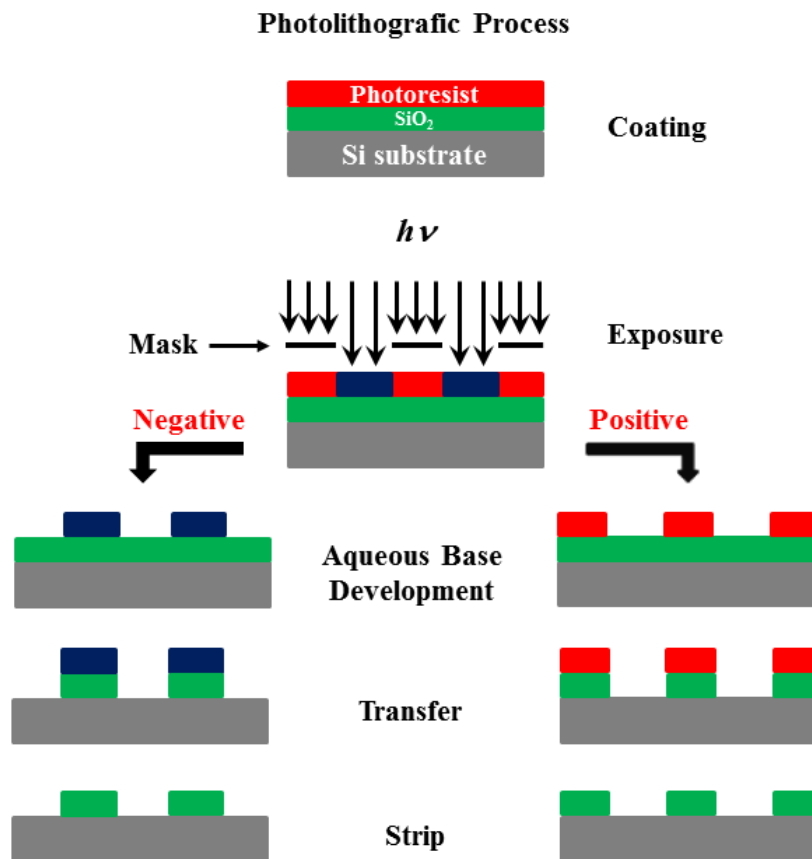 Photolithografic Process
Photoresist
SiO₂
Si substrate
Coating
hν
Mask
Exposure
Negative
Positive
Aqueous Base
Development
Transfer
Strip